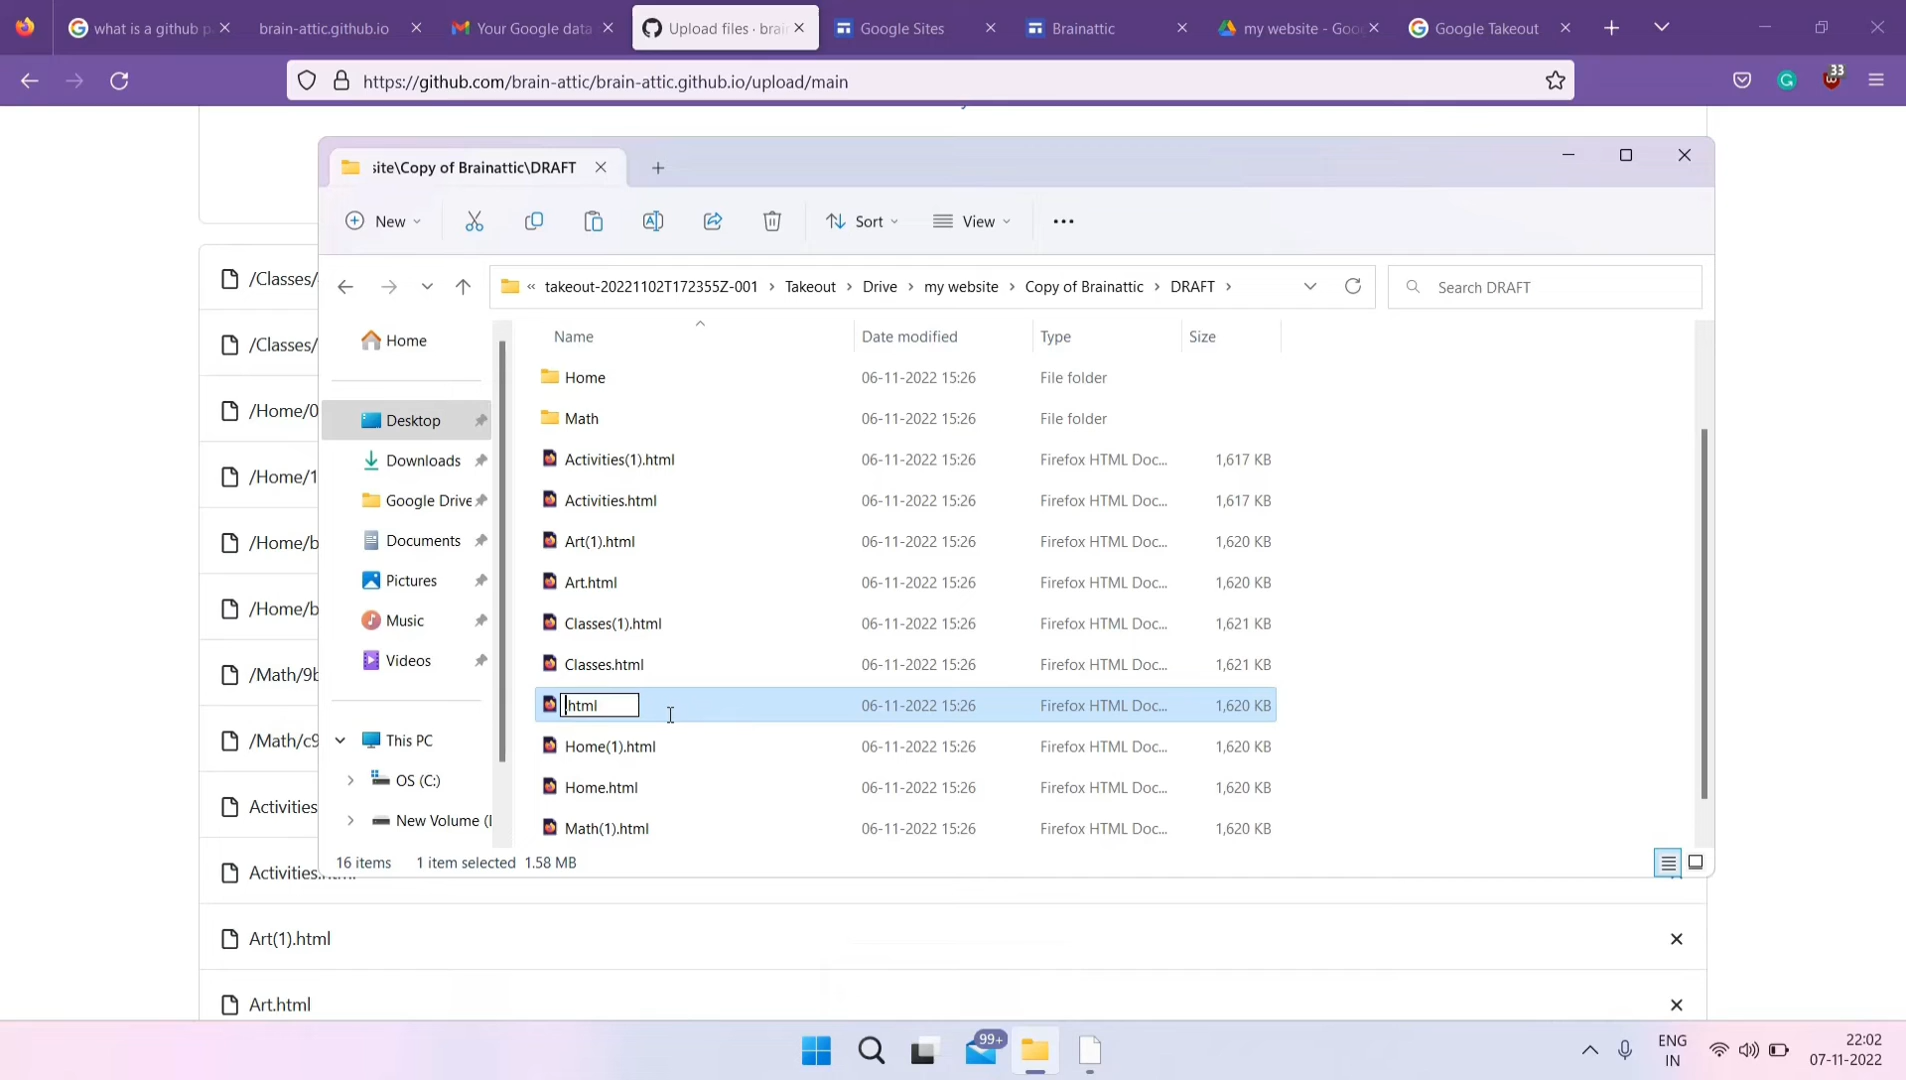 what is a github p
brain-attic.github.io
Your Google data
Upload files · brai
Google Sites
Brainattic
my website - Goo
Google Takeout
https://github.com/brain-attic/brain-attic.github.io/upload/main
33
site\Copy of Brainattic\DRAFT
New
Sort
View
takeout-20221102T172355Z-001 > Takeout > Drive > my website > Copy of Brainattic > DRAFT >
Search DRAFT
Name Date modified Type Size
Home 06-11-2022 15:26 File folder
Math 06-11-2022 15:26 File folder
Activities(1).html 06-11-2022 15:26 Firefox HTML Doc... 1,617 KB
Activities.html 06-11-2022 15:26 Firefox HTML Doc... 1,617 KB
Art(1).html 06-11-2022 15:26 Firefox HTML Doc... 1,620 KB
Art.html 06-11-2022 15:26 Firefox HTML Doc... 1,620 KB
Classes(1).html 06-11-2022 15:26 Firefox HTML Doc... 1,621 KB
Classes.html 06-11-2022 15:26 Firefox HTML Doc... 1,621 KB
.html 06-11-2022 15:26 Firefox HTML Doc... 1,620 KB
Home(1).html 06-11-2022 15:26 Firefox HTML Doc... 1,620 KB
Home.html 06-11-2022 15:26 Firefox HTML Doc... 1,620 KB
Math(1).html 06-11-2022 15:26 Firefox HTML Doc... 1,620 KB
Home
Desktop
Downloads
Google Drive
Documents
Pictures
Music
Videos
This PC
OS (C:)
New Volume (
16 items 1 item selected 1.58 MB
/Classes/
/Classes/
/Home/0
/Home/1
/Home/b
/Home/b
/Math/9b
/Math/c9
Activities
Activities.html
Art(1).html
Art.html
99+
ENG
IN
22:02
07-11-2022